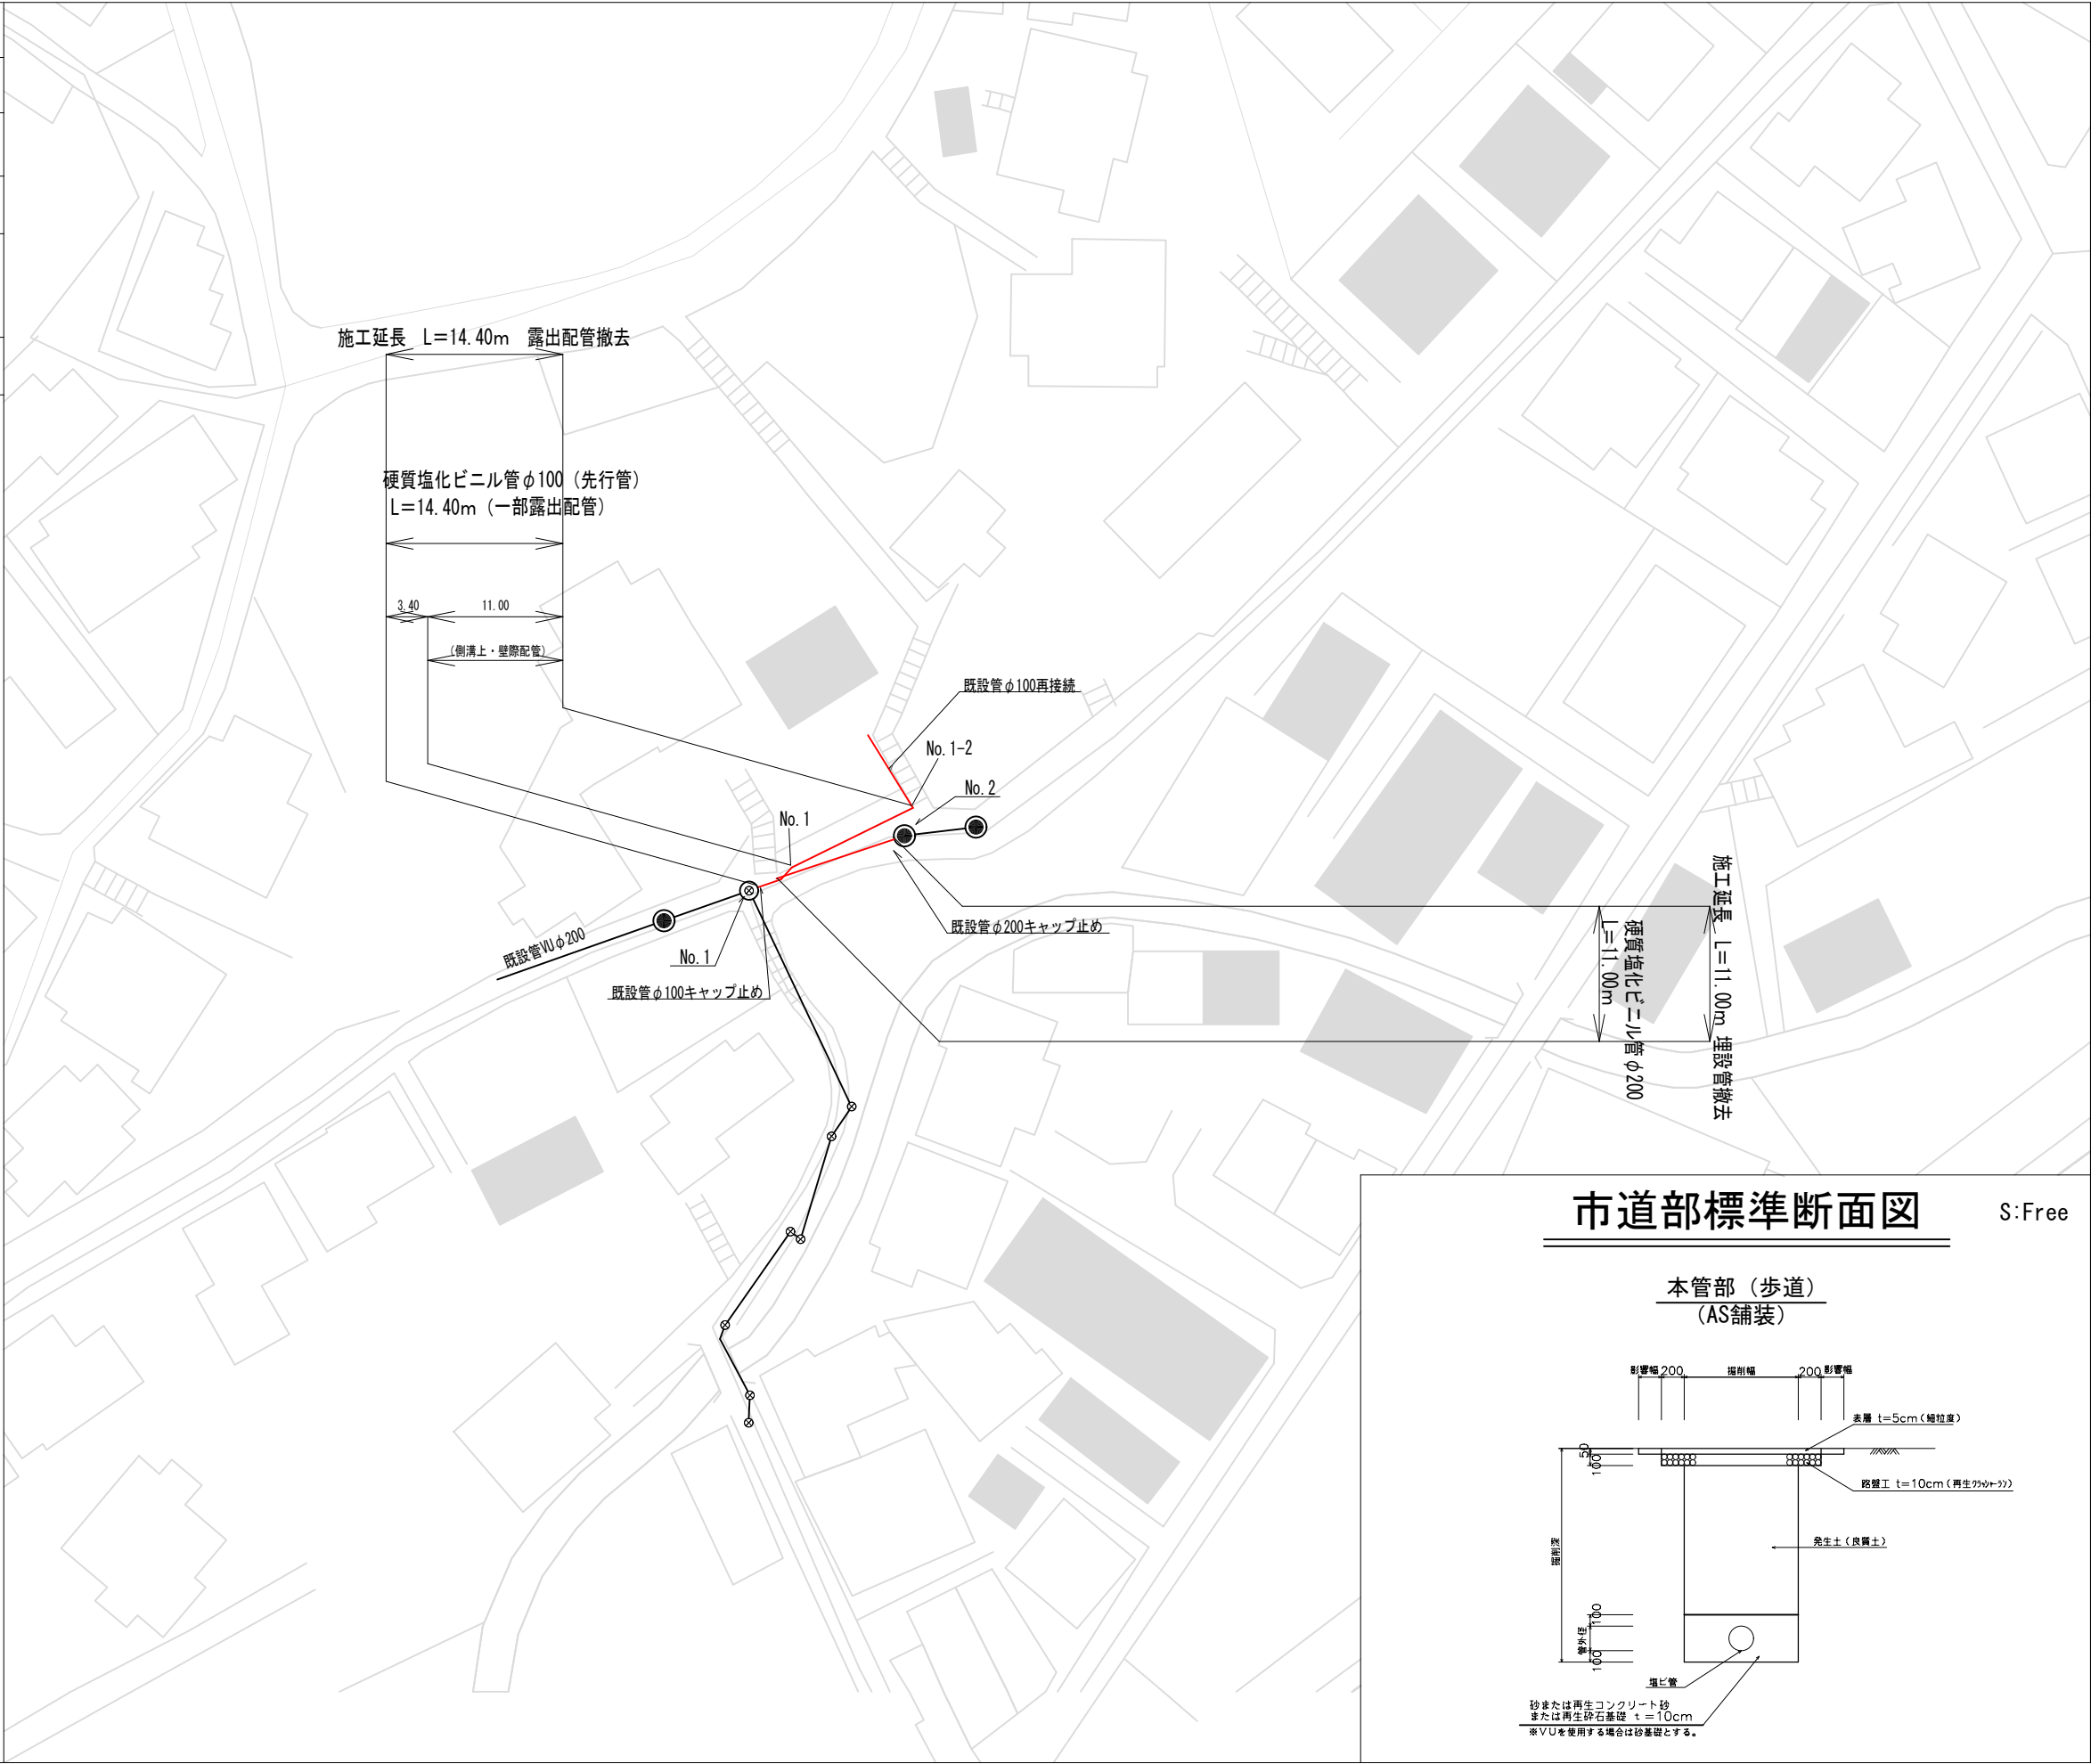 施工延長 L=14.40m 露出配管撤去
硬質塩化ビニル管φ100（先行管）
L=14.40m（一部露出配管）
3.40
11.00
(側溝上・壁際配管)
既設管φ100再接続
No.1-2
No.2
No.1
既設管φ200キャップ止め
既設管VUφ200
No.1
既設管φ100キャップ止め
施工延長 L=11.00m 埋設管撤去
硬質塩化ビニル管φ200
L=11.00m
市道部標準断面図
S:Free
本管部（歩道）
（AS舗装）
影響幅 200 掘削幅 200 影響幅
表層 t=5cm（細粒度）
50
100
路盤工 t=10cm（再生クラッシャーラン）
発生土（良質土）
掘削深
100
管外径
100
塩ビ管
砂または再生コンクリート砂
または再生砕石基礎 t=10cm
※VUを使用する場合は砂基礎とする。